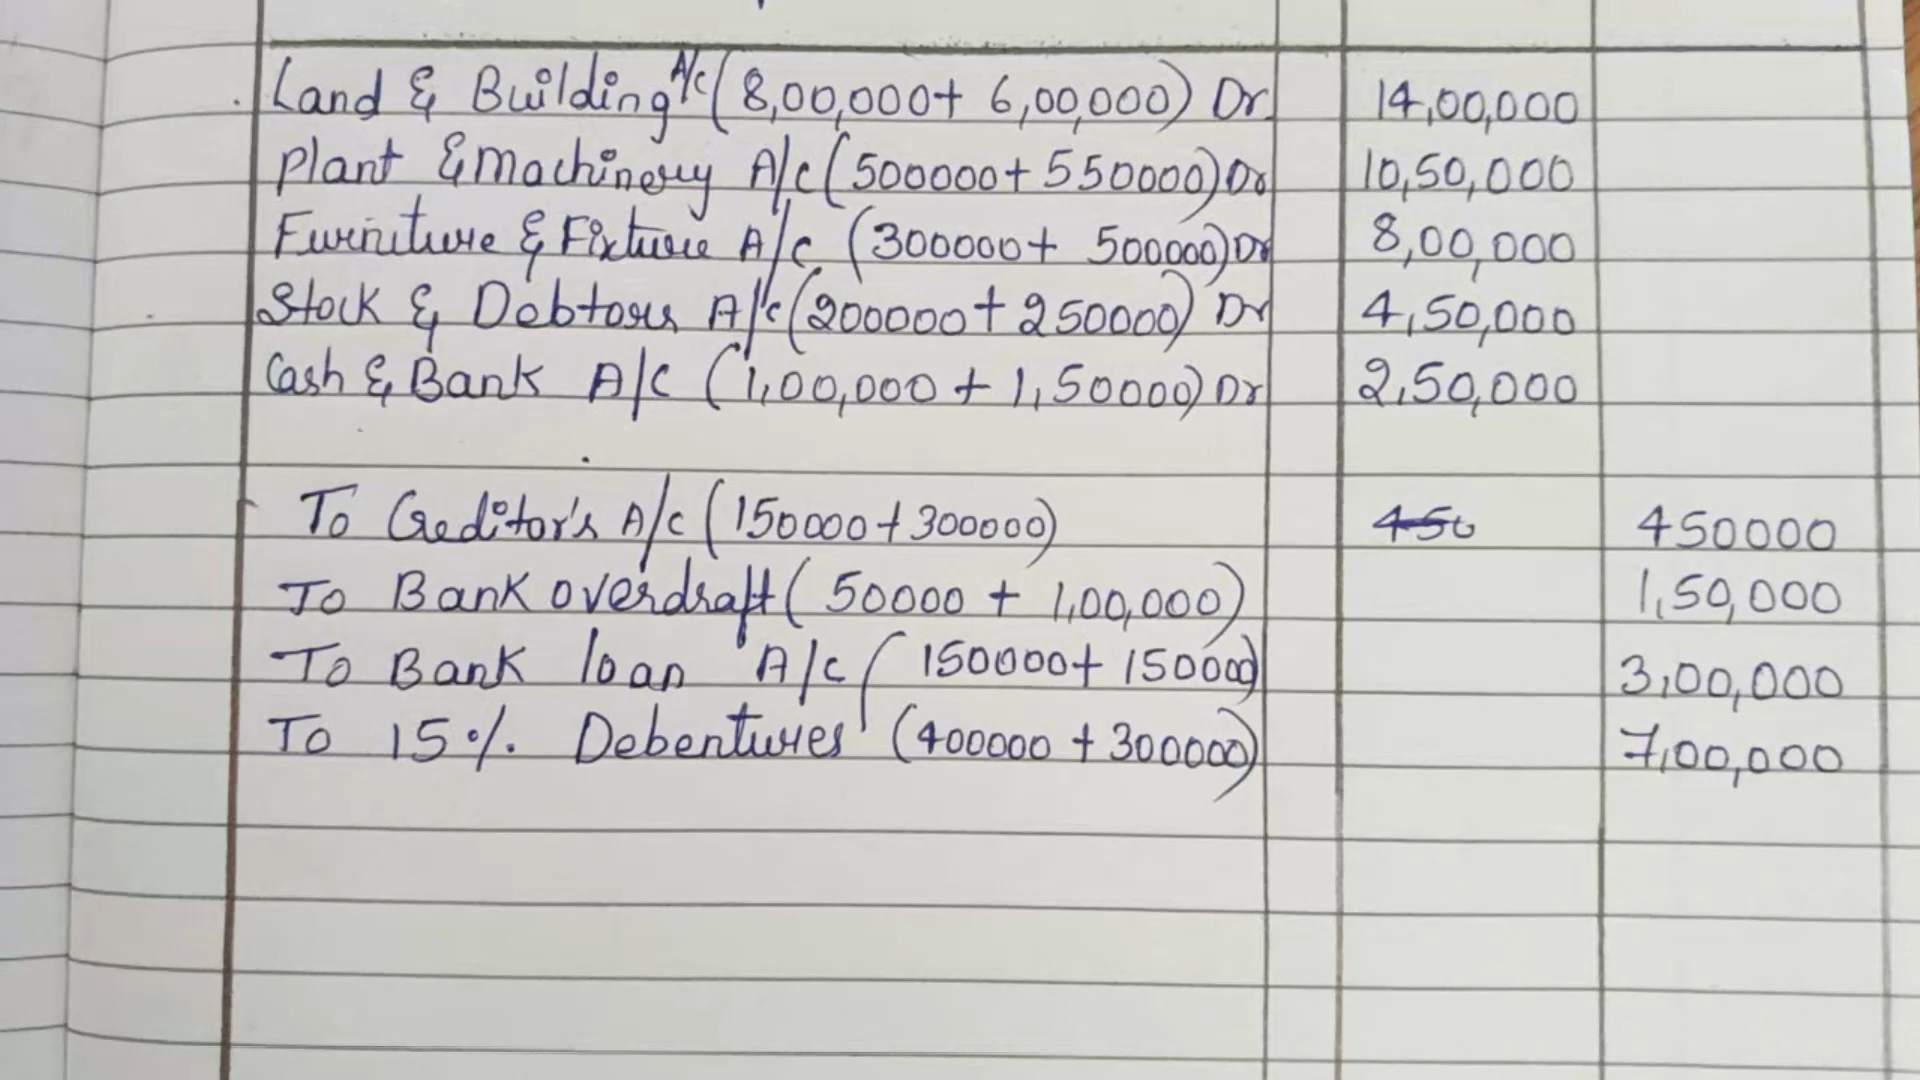 Land & Building A/c (8,00,000+ 6,00,000) Dr 14,00,000
Plant & Machinery A/c (500000+ 550000) Dr 10,50,000
Furniture & Fixture A/c (300000+ 500000) Dr 8,00,000
Stock & Debtors A/c (200000+ 250000) Dr 4,50,000
Cash & Bank A/c (1,00,000 + 1,50000) Dr 2,50,000
To Creditor's A/c (150000+300000) 450 450000
To Bank overdraft (50000 + 1,00,000) 1,50,000
To Bank loan A/c (150000+ 150000) 3,00,000
To 15% Debentures (400000 + 300000) 7,00,000